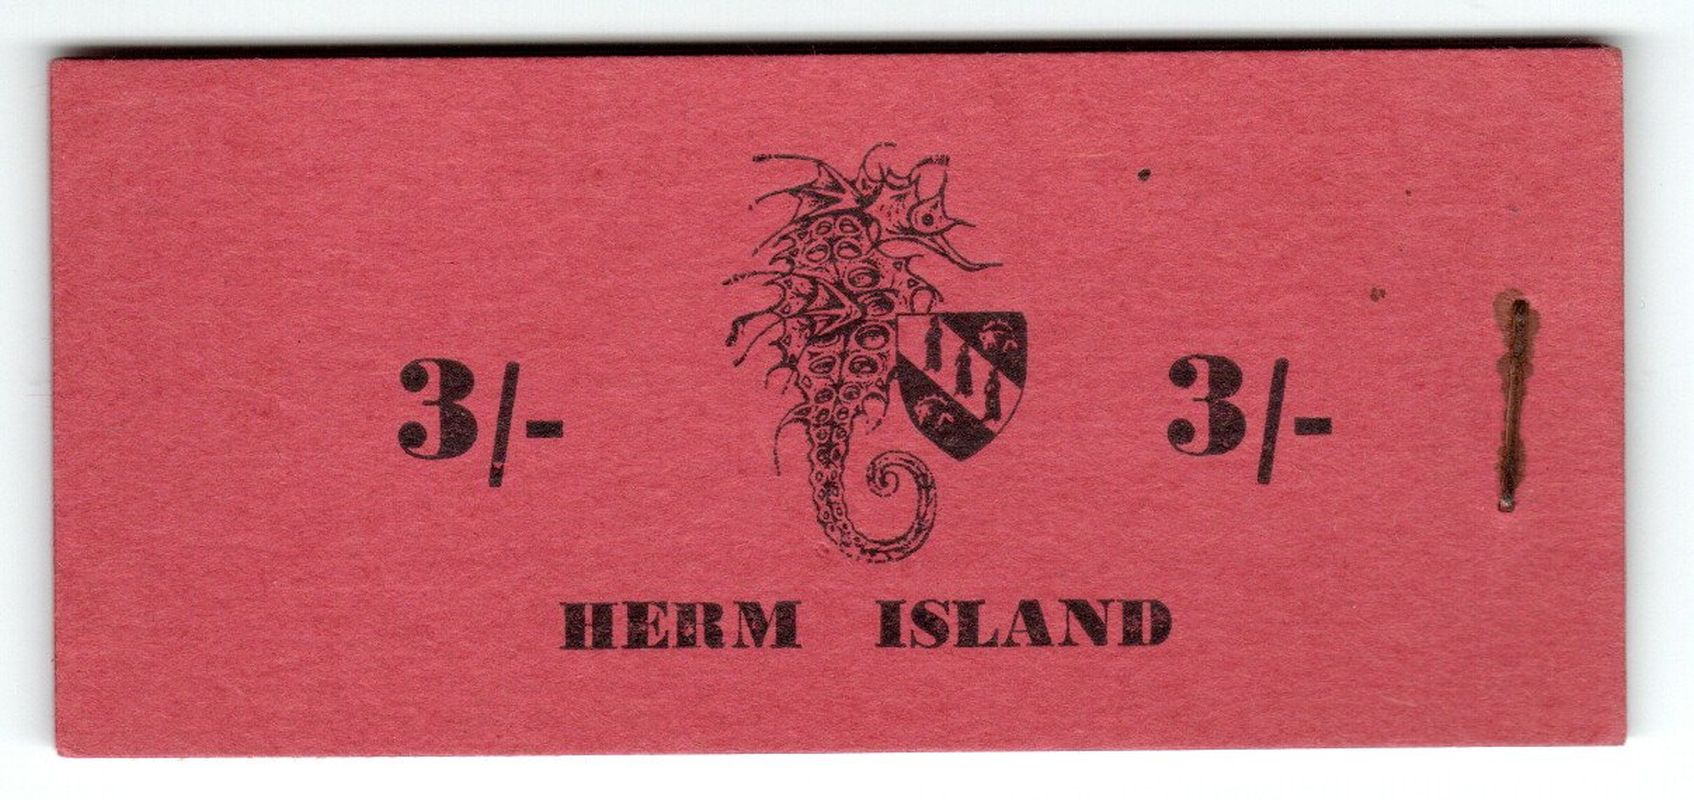 3/- 3/-
HERM ISLAND